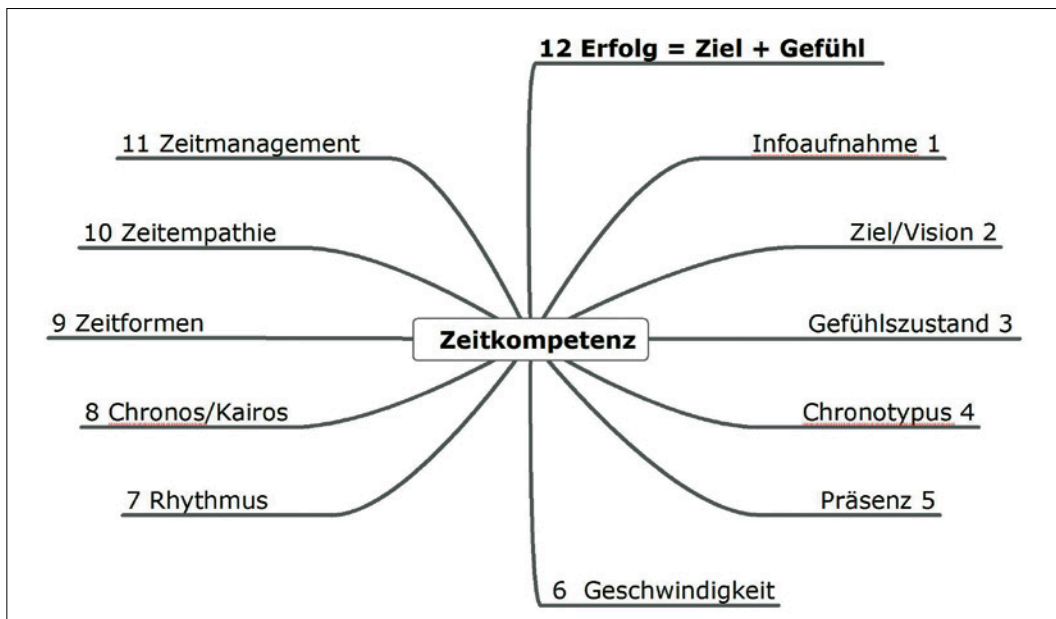 12 Erfolg = Ziel + Gefühl
11 Zeitmanagement
Infoaufnahme 1
10 Zeitempathie
Ziel/Vision 2
9 Zeitformen
Zeitkompetenz
Gefühlszustand 3
8 Chronos/Kairos
Chronotypus 4
7 Rhythmus
Präsenz 5
6 Geschwindigkeit